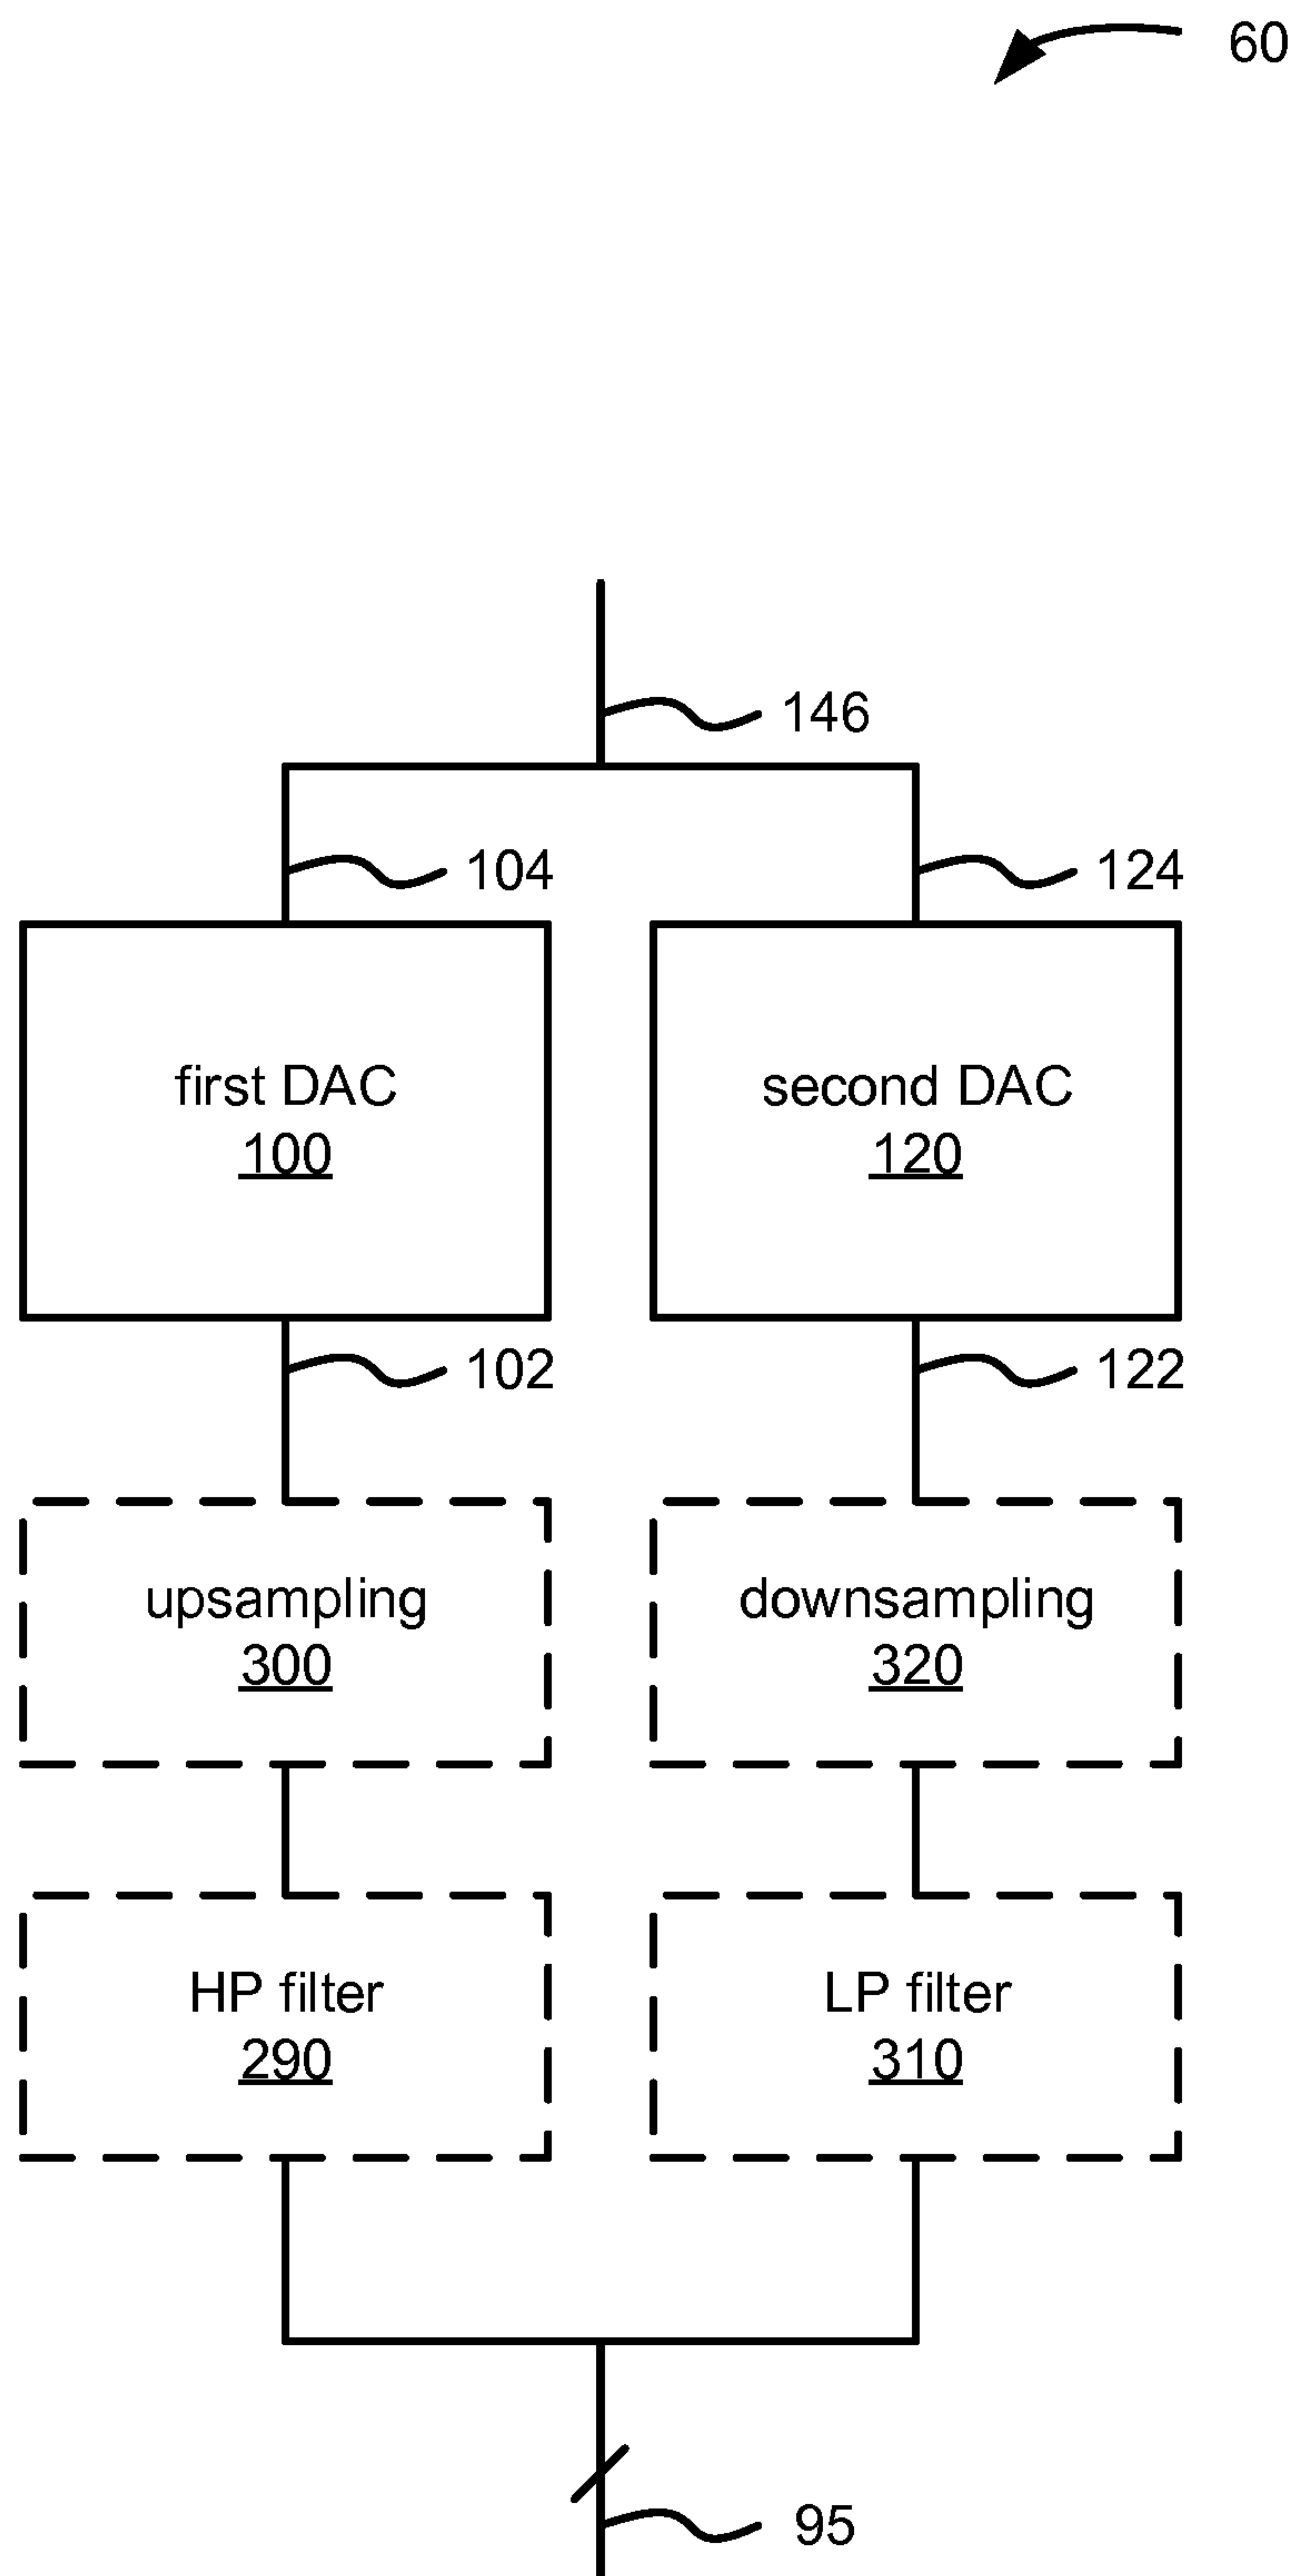 60
146
104
124
first DAC
100
second DAC
120
102
122
upsampling
300
downsampling
320
HP filter
290
LP filter
310
95